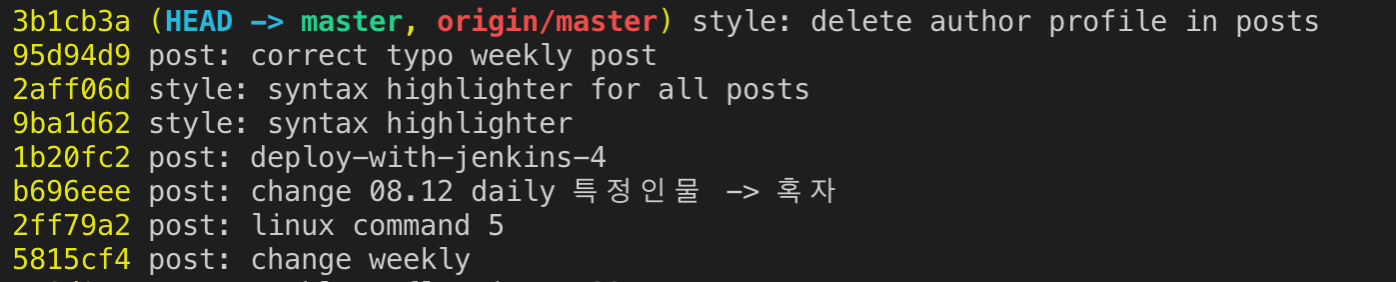 3b1cb3a (HEAD -> master, origin/master) style: delete author profile in posts
95d94d9 post: correct typo weekly post
2aff06d style: syntax highlighter for all posts
9ba1d62 style: syntax highlighter
1b20fc2 post: deploy-with-jenkins-4
b696eee post: change 08.12 daily 특정인물 -> 혹자
2ff79a2 post: linux command 5
5815cf4 post: change weekly